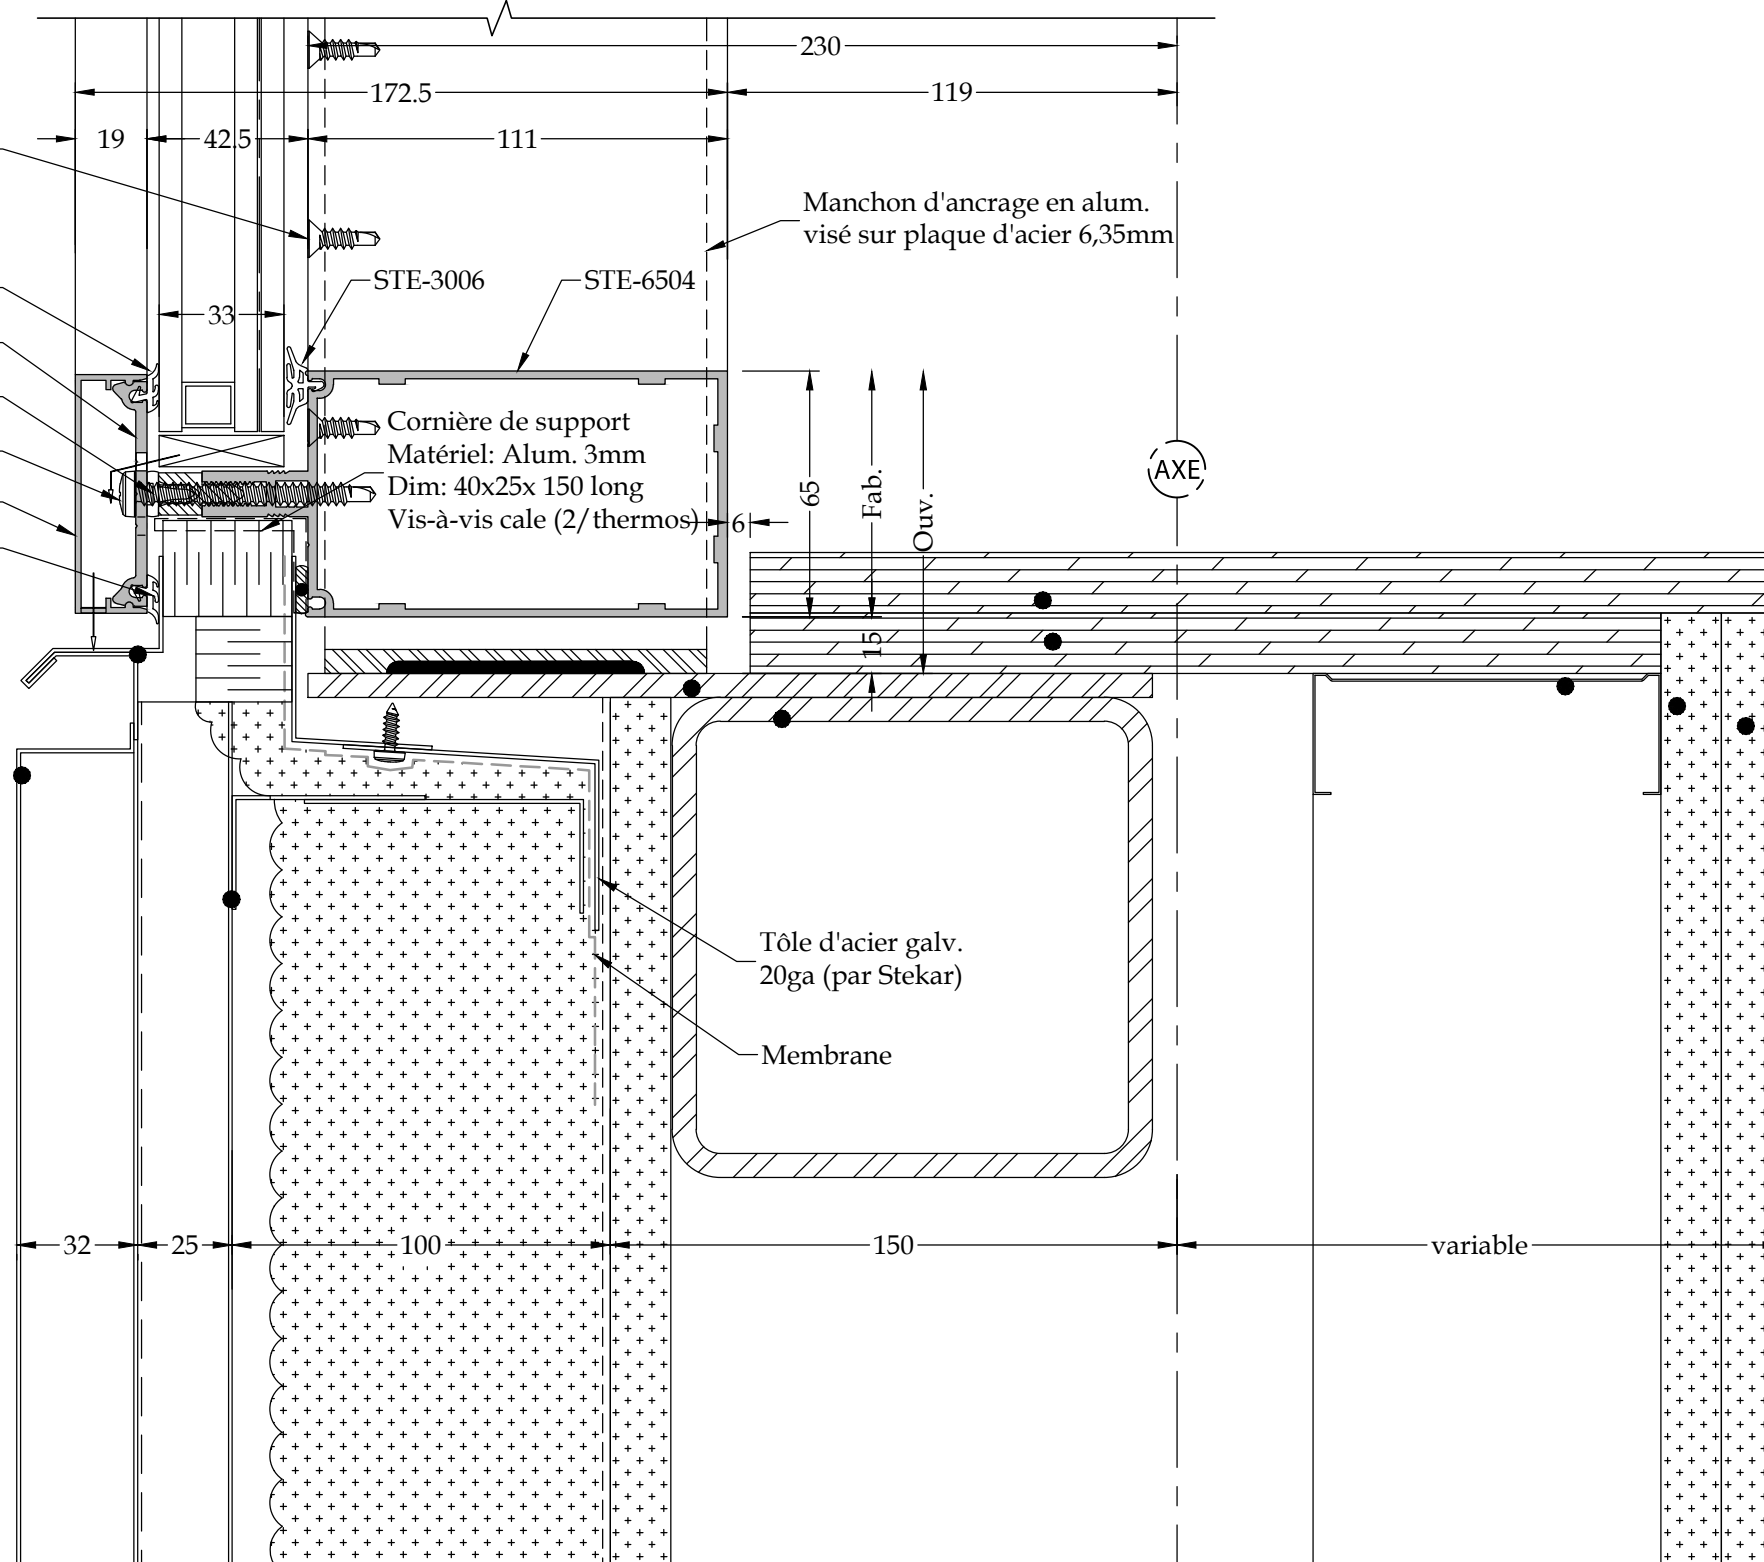 230
172.5
119
19
42.5
111
Manchon d'ancrage en alum.
visé sur plaque d'acier 6,35mm
STE-3006
STE-6504
33
Cornière de support
Matériel: Alum. 3mm
Dim: 40x25x 150 long
Vis-à-vis cale (2/thermos)
6
65
Fab.
Ouv.
15
AXE
Tôle d'acier galv.
20ga (par Stekar)
Membrane
32
25
100
150
variable